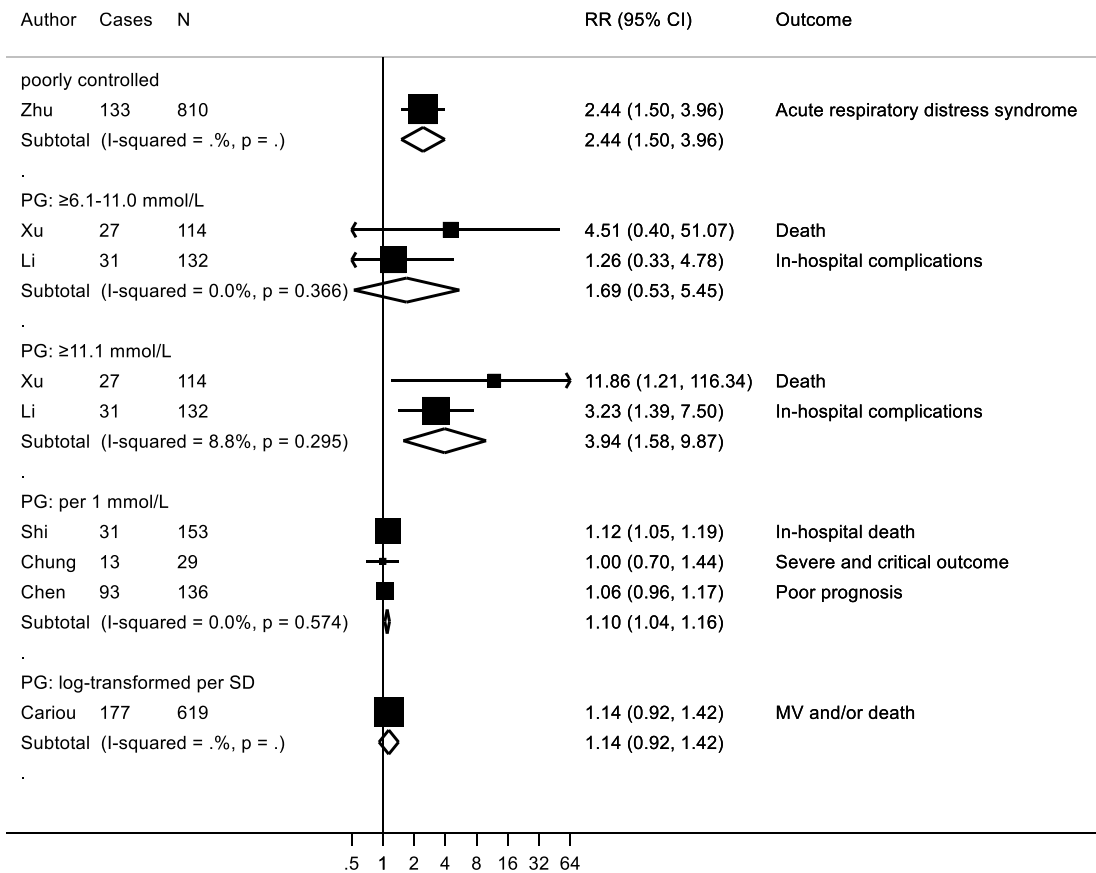 Author Cases N RR (95% CI) Outcome
poorly controlled
Zhu 133 810 2.44 (1.50, 3.96) Acute respiratory distress syndrome
Subtotal (I-squared = .%, p = .) 2.44 (1.50, 3.96)
.
PG: ≥6.1-11.0 mmol/L
Xu 27 114 4.51 (0.40, 51.07) Death
Li 31 132 1.26 (0.33, 4.78) In-hospital complications
Subtotal (I-squared = 0.0%, p = 0.366) 1.69 (0.53, 5.45)
.
PG: ≥11.1 mmol/L
Xu 27 114 11.86 (1.21, 116.34) Death
Li 31 132 3.23 (1.39, 7.50) In-hospital complications
Subtotal (I-squared = 8.8%, p = 0.295) 3.94 (1.58, 9.87)
.
PG: per 1 mmol/L
Shi 31 153 1.12 (1.05, 1.19) In-hospital death
Chung 13 29 1.00 (0.70, 1.44) Severe and critical outcome
Chen 93 136 1.06 (0.96, 1.17) Poor prognosis
Subtotal (I-squared = 0.0%, p = 0.574) 1.10 (1.04, 1.16)
.
PG: log-transformed per SD
Cariou 177 619 1.14 (0.92, 1.42) MV and/or death
Subtotal (I-squared = .%, p = .) 1.14 (0.92, 1.42)
.
.5 1 2 4 8 16 32 64